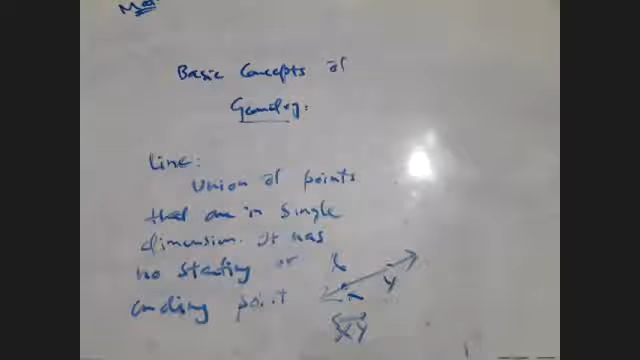 Basic Concepts of
Geometry.
Line:
Union of points
that are in single
dimension. It has
no starting or
ending point
X
Y
XY